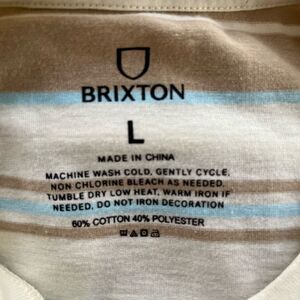 BRIXTON
L
MADE IN CHINA
MACHINE WASH COLD, GENTLY CYCLE,
NON CHLORINE BLEACH AS NEEDED,
TUMBLE DRY LOW HEAT, WARM IRON IF
NEEDED, DO NOT IRON DECORATION
60% COTTON 40% POLYESTER